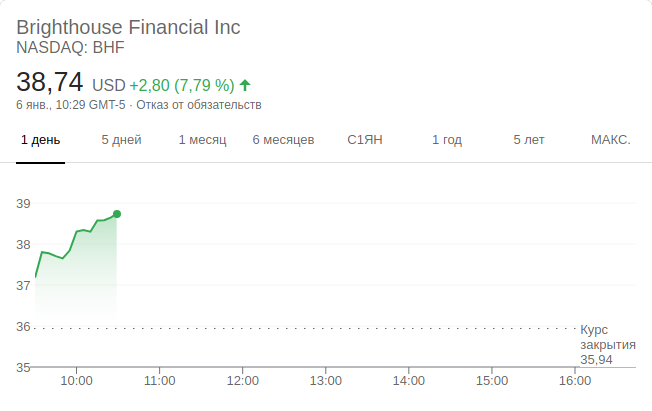 Brighthouse Financial Inc
NASDAQ: BHF
38,74 USD +2,80 (7,79 %)
6 янв., 10:29 GMT-5 · Отказ от обязательств
1 день 5 дней 1 месяц 6 месяцев С1ЯН 1 год 5 лет МАКС.
39
38
37
36
Курс
закрытия
35,94
35
10:00 11:00 12:00 13:00 14:00 15:00 16:00